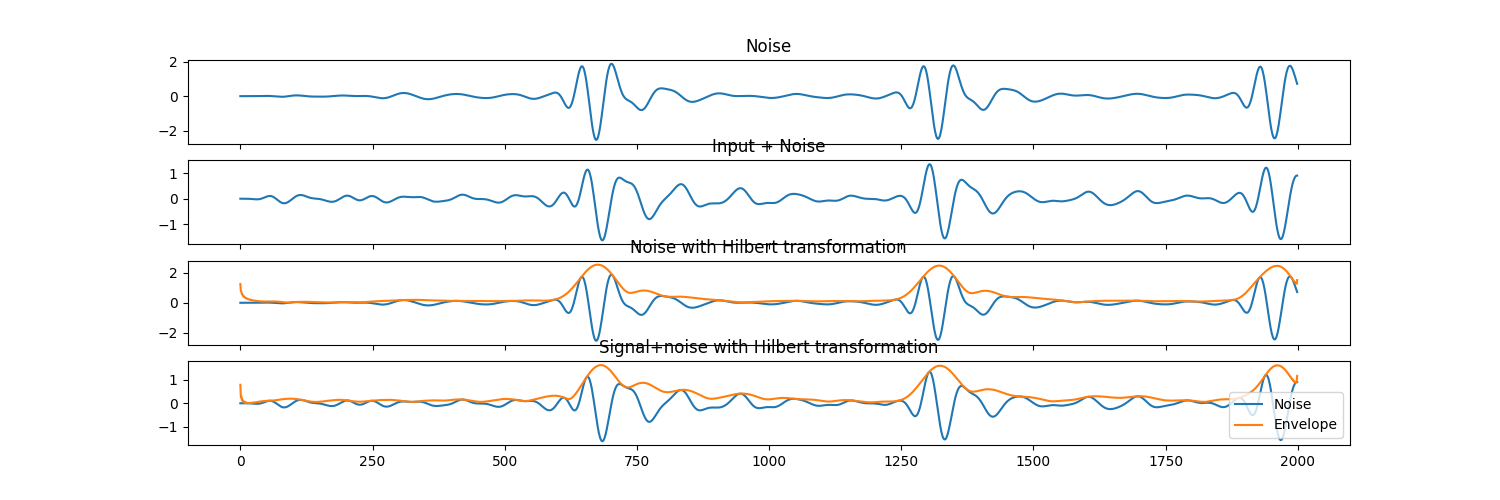 Noise
2
0
−2
Input + Noise
1
0
−1
Noise with Hilbert transformation
2
0
−2
Signal+noise with Hilbert transformation
1
0
−1
Noise
Envelope
0 250 500 750 1000 1250 1500 1750 2000